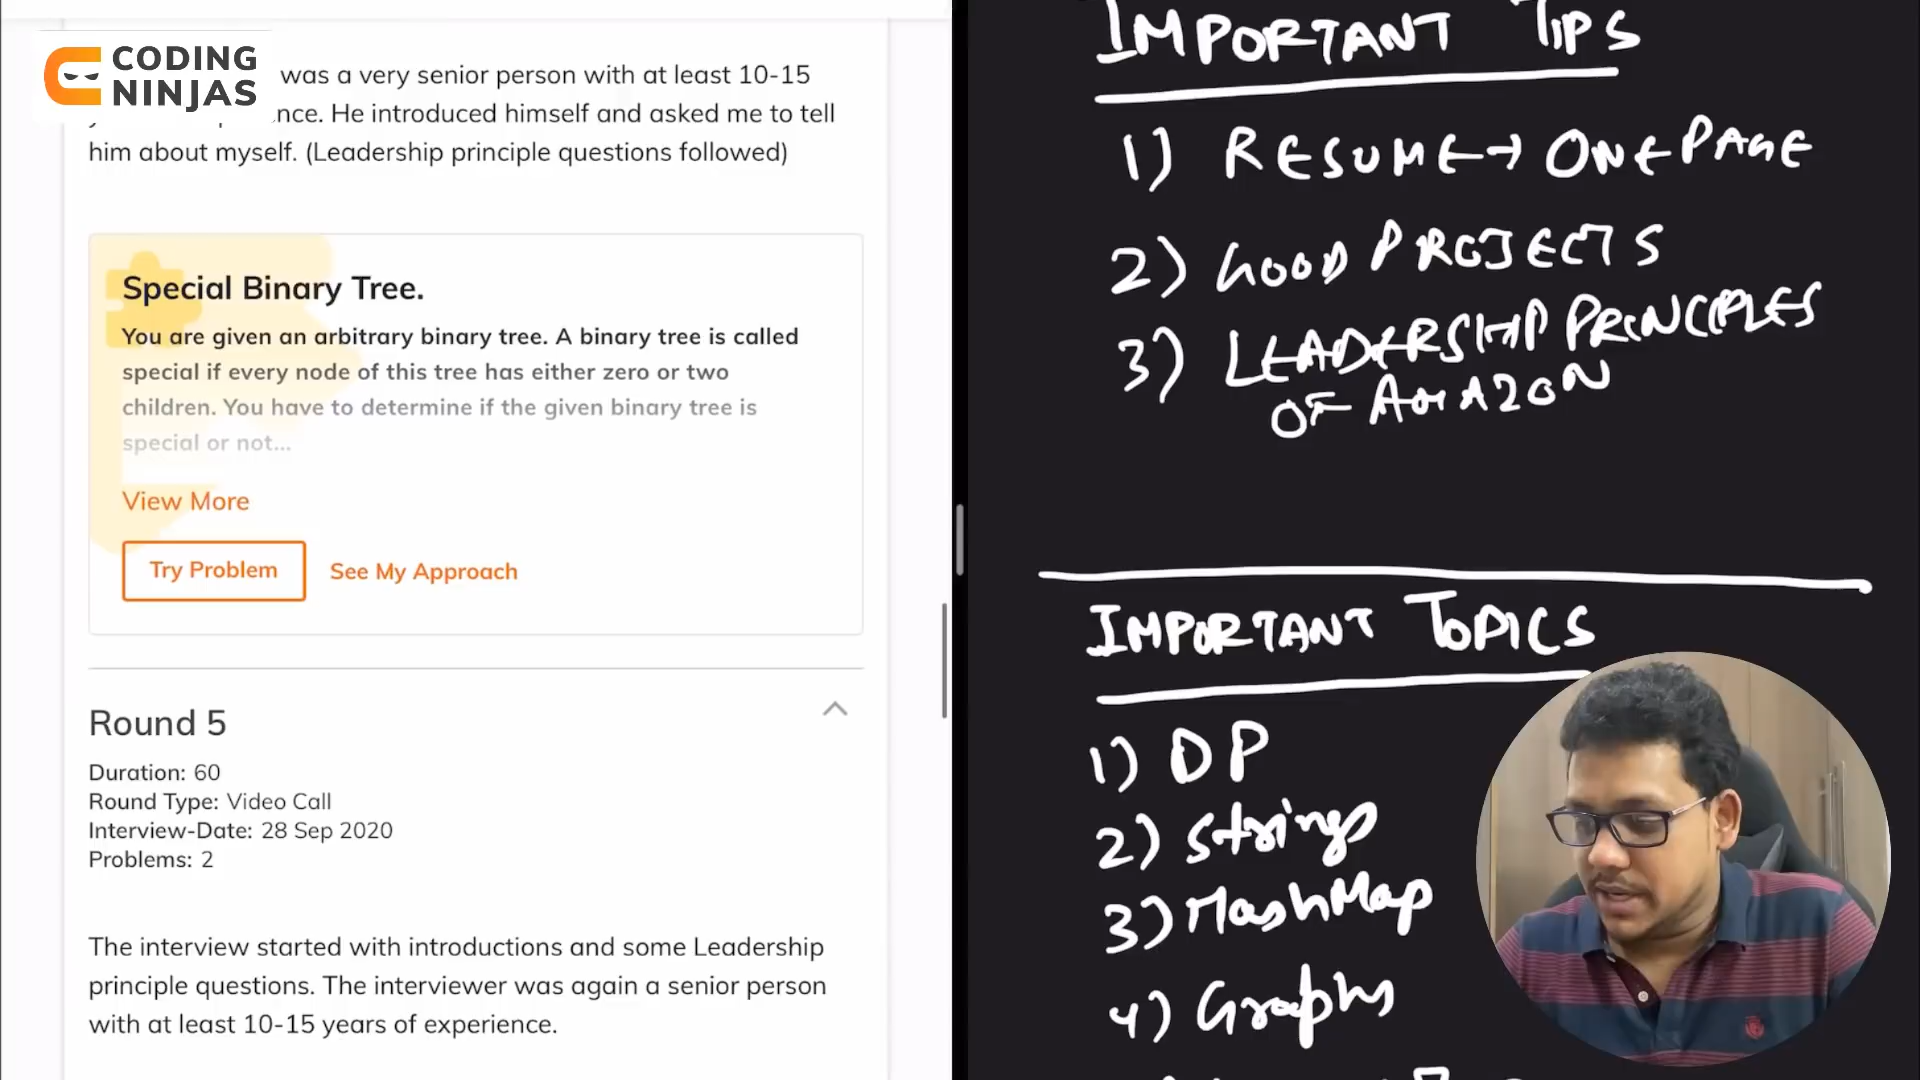 CODING
NINJAS
was a very senior person with at least 10-15
nce. He introduced himself and asked me to tell
him about myself. (Leadership principle questions followed)
Special Binary Tree.
You are given an arbitrary binary tree. A binary tree is called
special if every node of this tree has either zero or two
children. You have to determine if the given binary tree is
special or not...
View More
Try Problem
See My Approach
Round 5
Duration: 60
Round Type: Video Call
Interview-Date: 28 Sep 2020
Problems: 2
The interview started with introductions and some Leadership
principle questions. The interviewer was again a senior person
with at least 10-15 years of experience.
IMPORTANT TIPS
1) RESUME → ONE PAGE
2) GOOD PROJECTS
3) LEADERSHIP PRINCIPLES
OF AMAZON
IMPORTANT TOPICS
1) DP
2) Strings
3) HashMap
4) Graphs